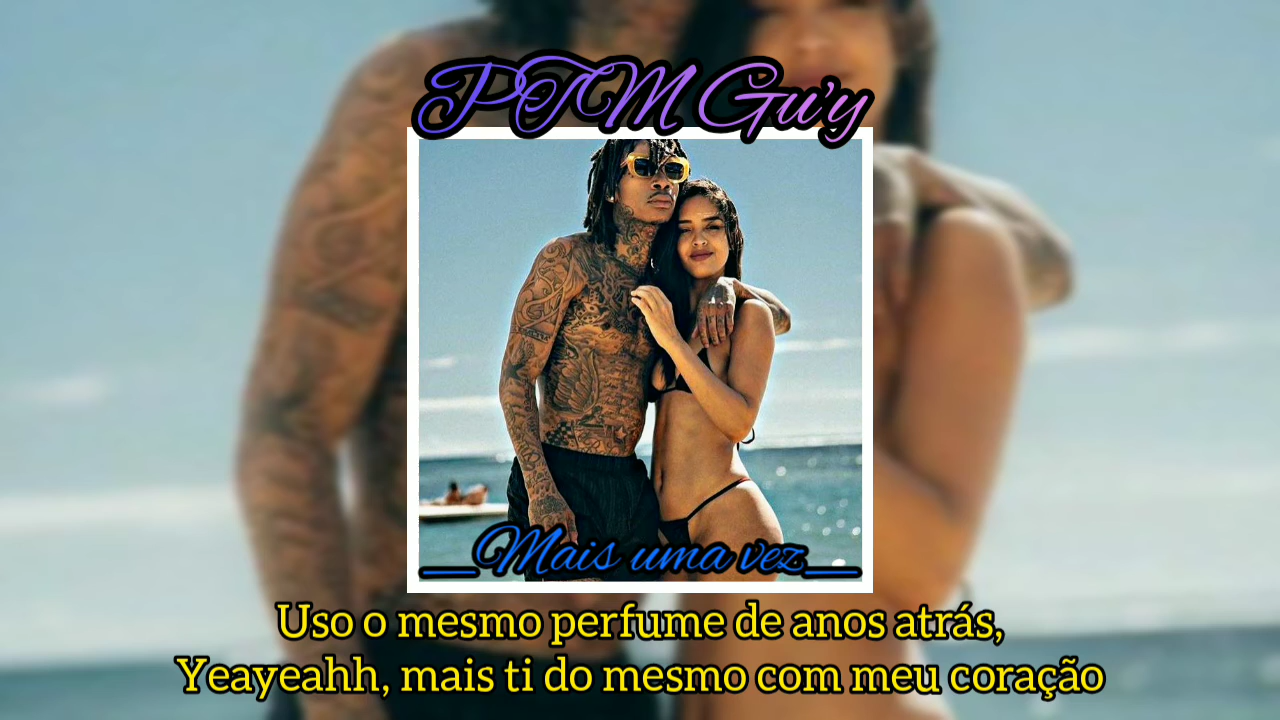 PTM Gu'y
__Mais uma vez__
Uso o mesmo perfume de anos atrás,
Yeayeahh, mais ti do mesmo com meu coração